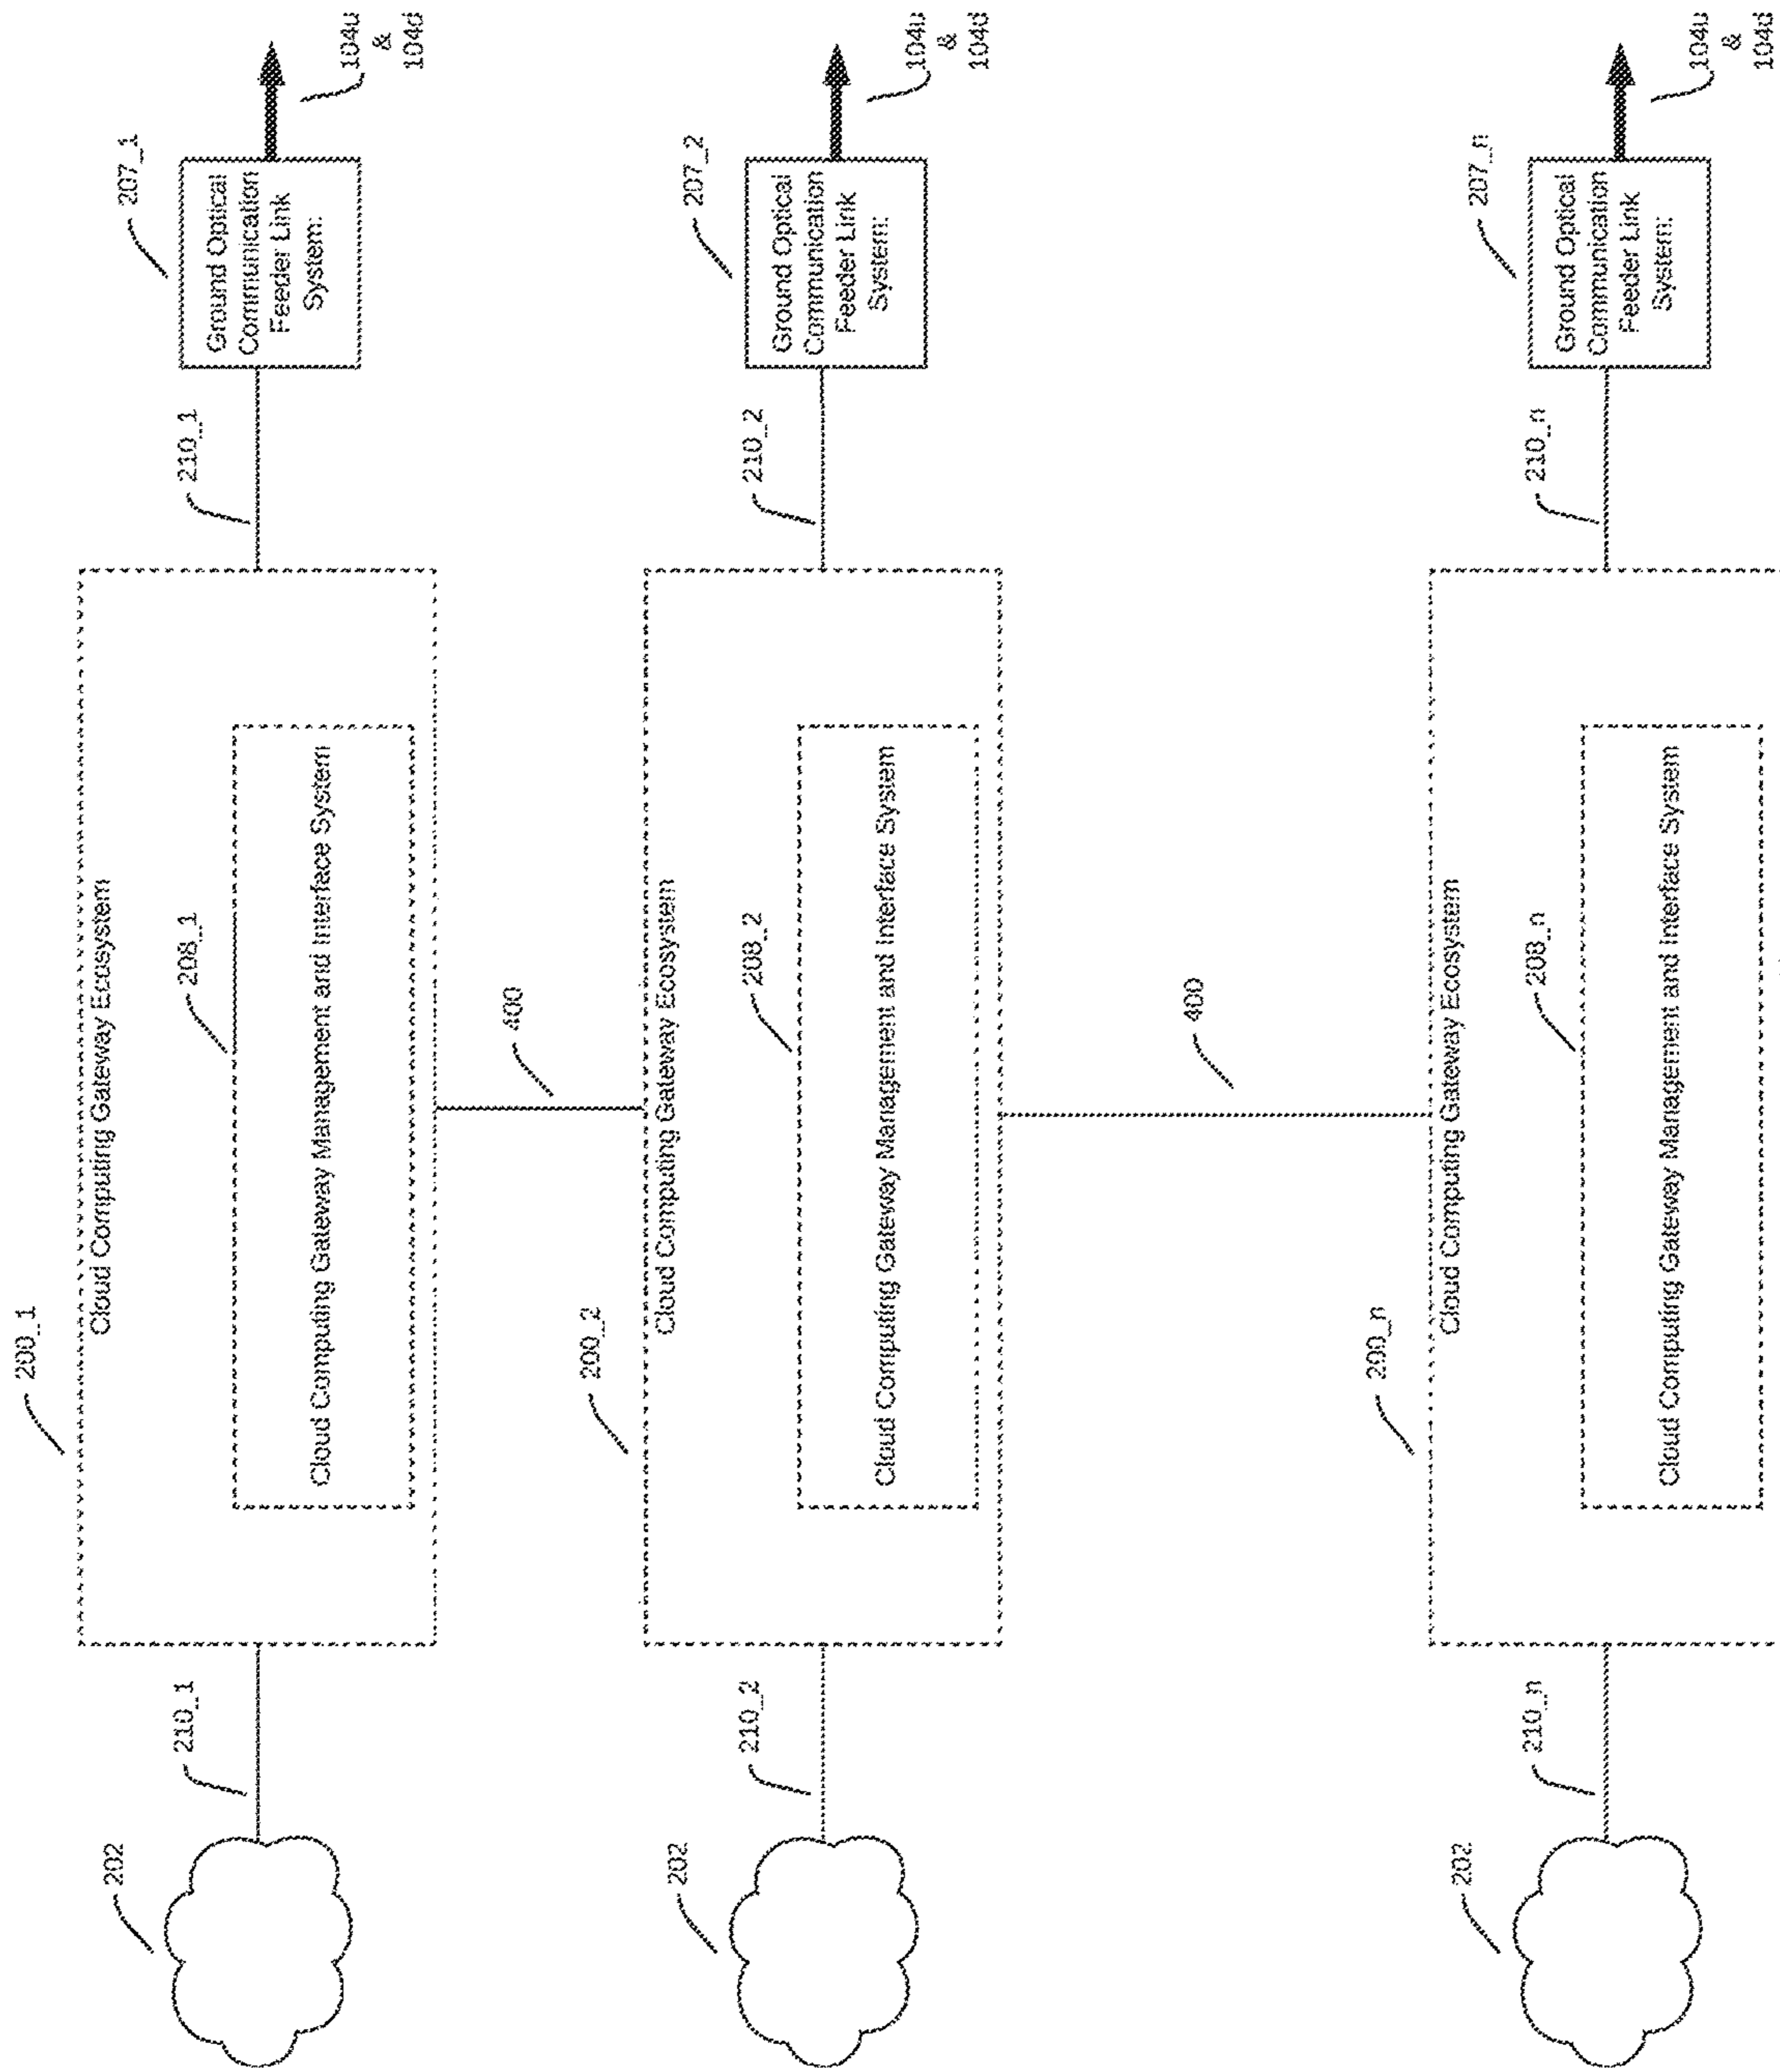 200_1
Cloud Computing Gateway Ecosystem
202
210_1
208_1
Cloud Computing Gateway Management and Interface System
210_1
207_1
Ground Optical
Communication
Feeder Link
System:
104u
&
104d
400
200_2
Cloud Computing Gateway Ecosystem
202
210_2
208_2
Cloud Computing Gateway Management and Interface System
210_2
207_2
Ground Optical
Communication
Feeder Link
System:
104u
&
104d
400
200_n
Cloud Computing Gateway Ecosystem
202
210_n
208_n
Cloud Computing Gateway Management and Interface System
210_n
207_n
Ground Optical
Communication
Feeder Link
System:
104u
&
104d